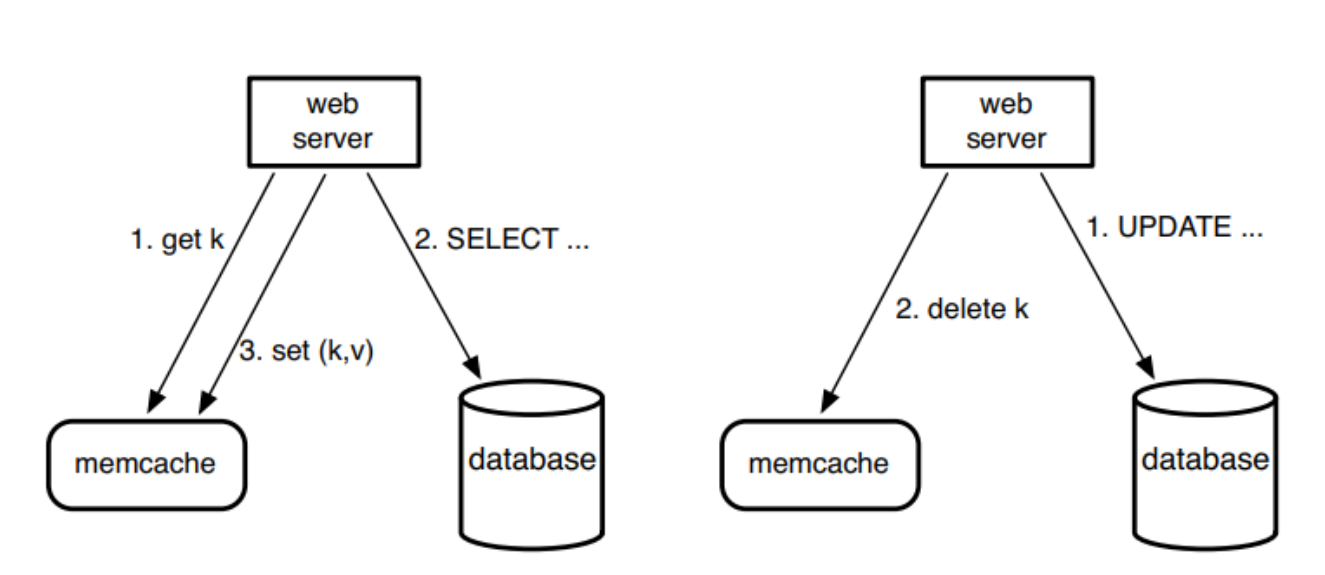 web
server
1. get k
2. SELECT ...
3. set (k,v)
memcache
database
web
server
1. UPDATE ...
2. delete k
memcache
database